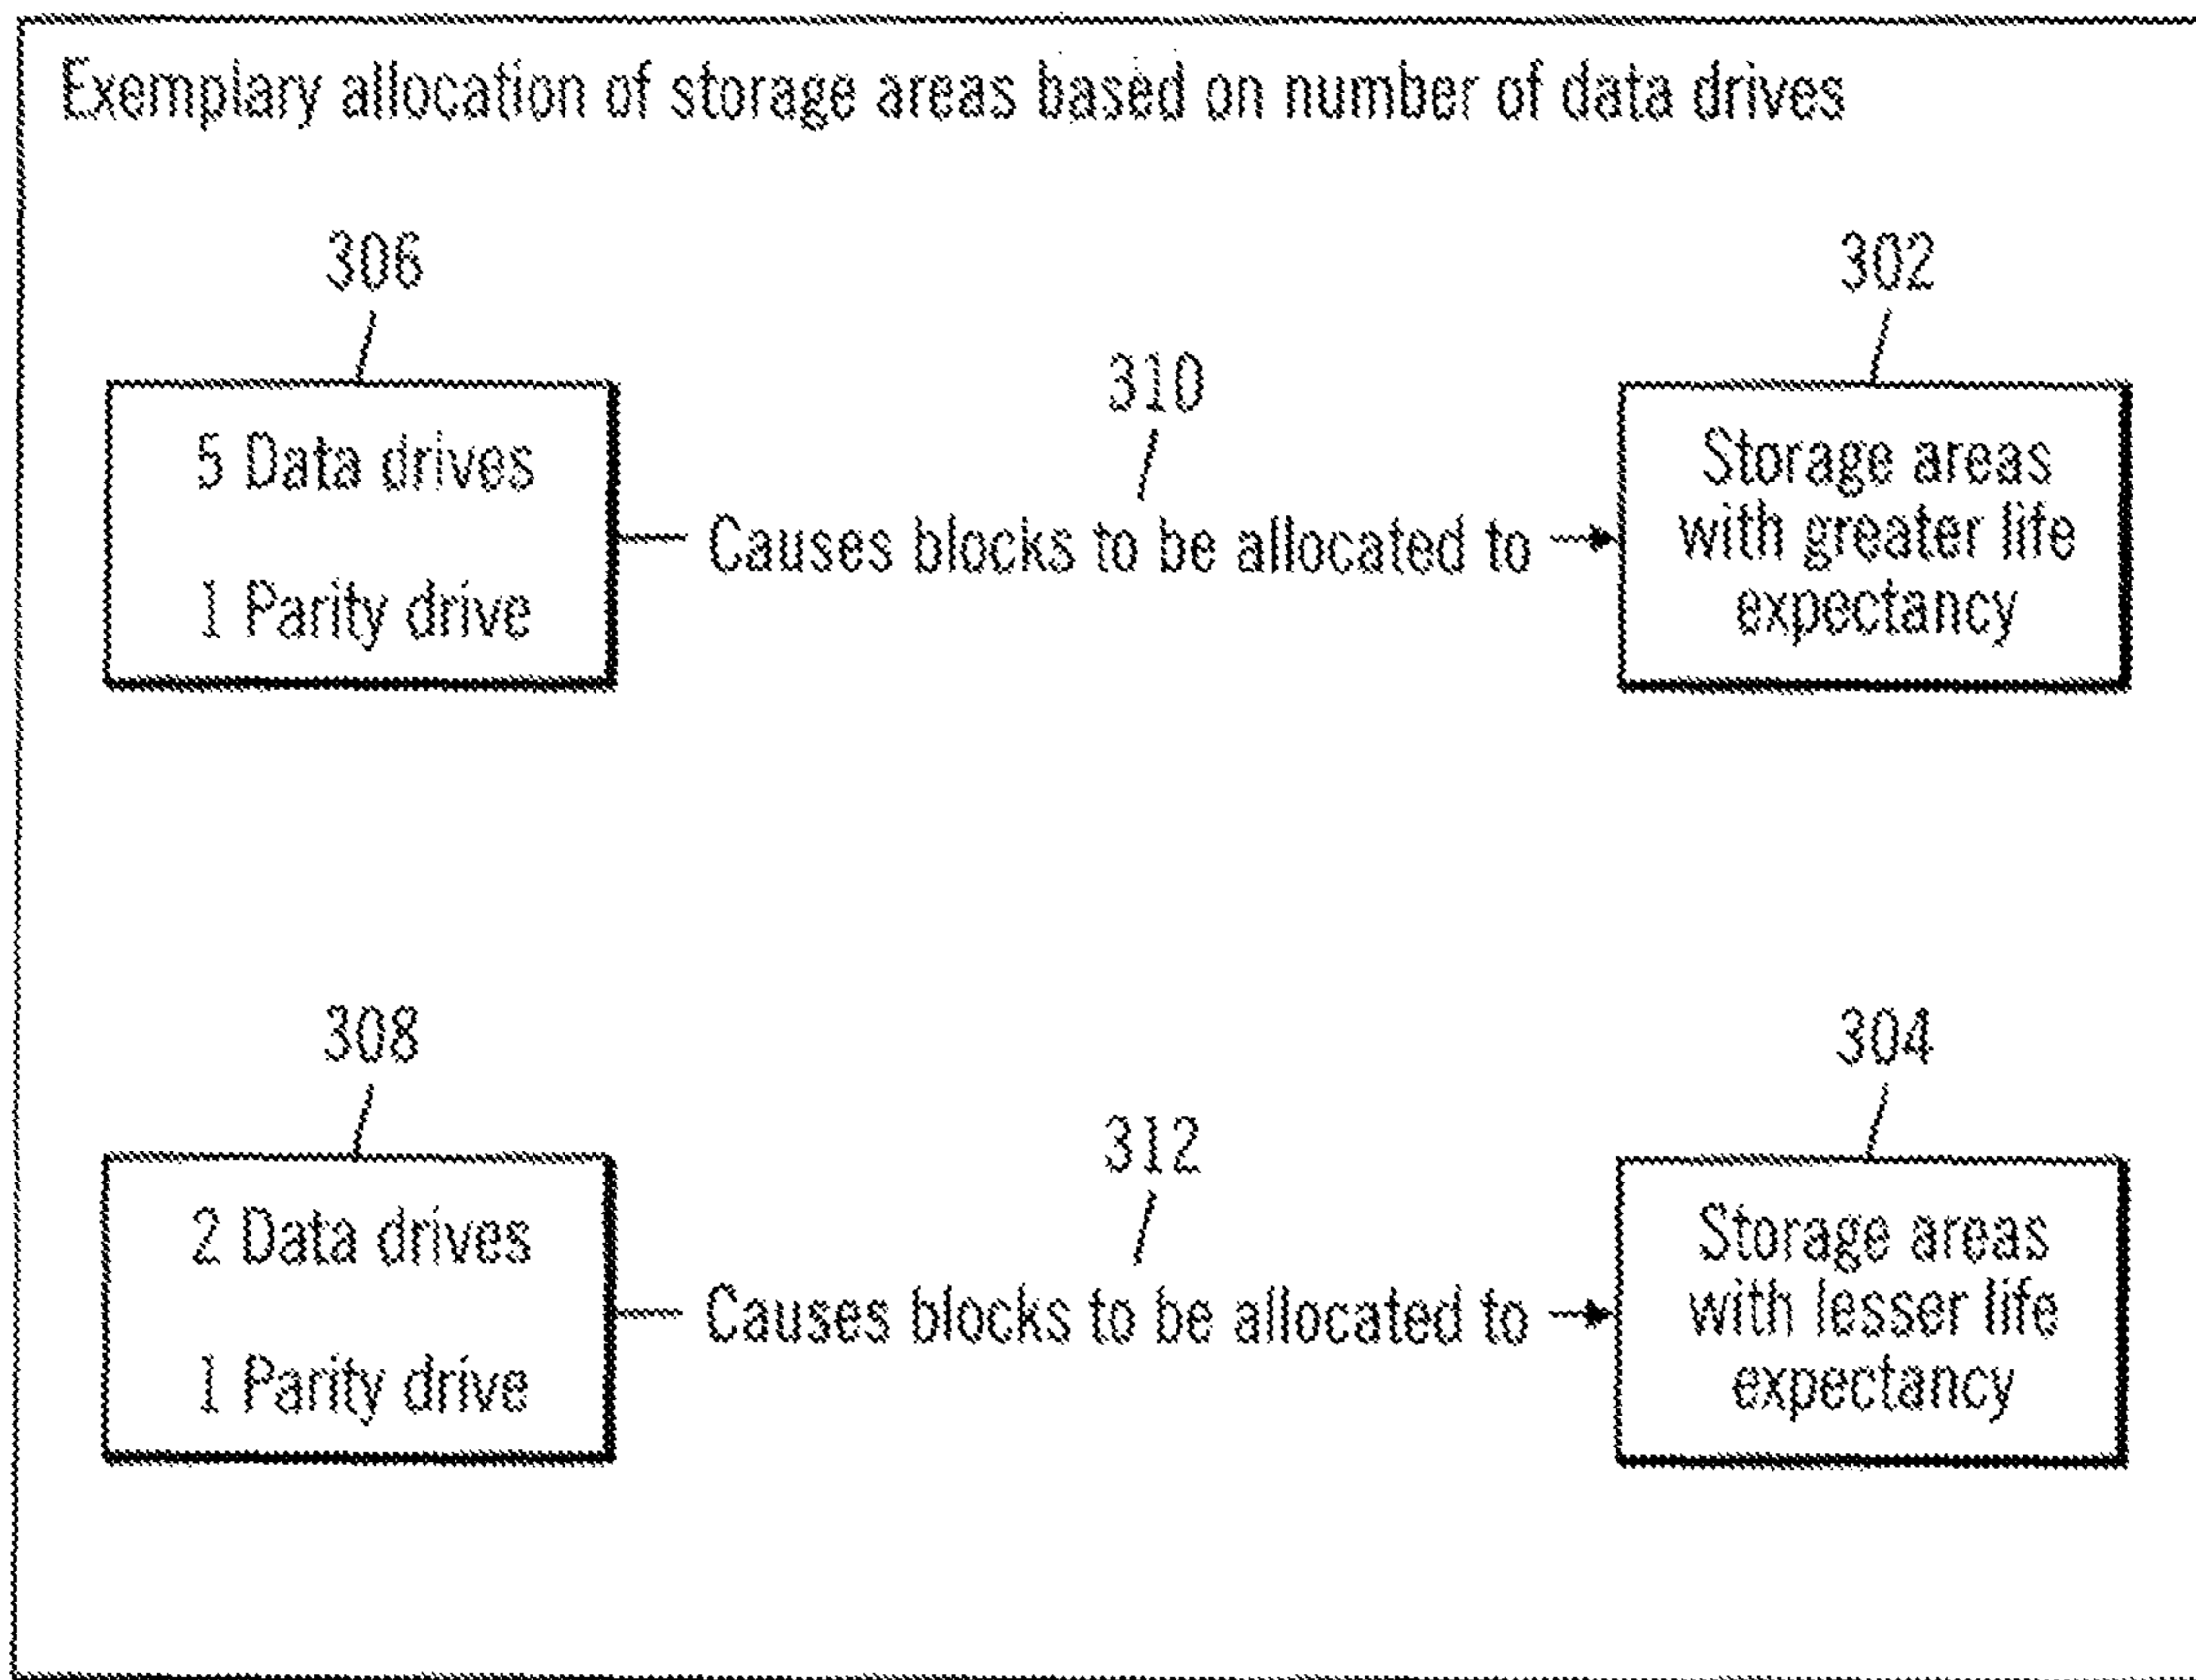 Exemplary allocation of storage areas based on number of data drives
306
302
310
5 Data drives
1 Parity drive
Causes blocks to be allocated to
Storage areas
with greater life
expectancy
308
304
312
2 Data drives
1 Parity drive
Causes blocks to be allocated to
Storage areas
with lesser life
expectancy